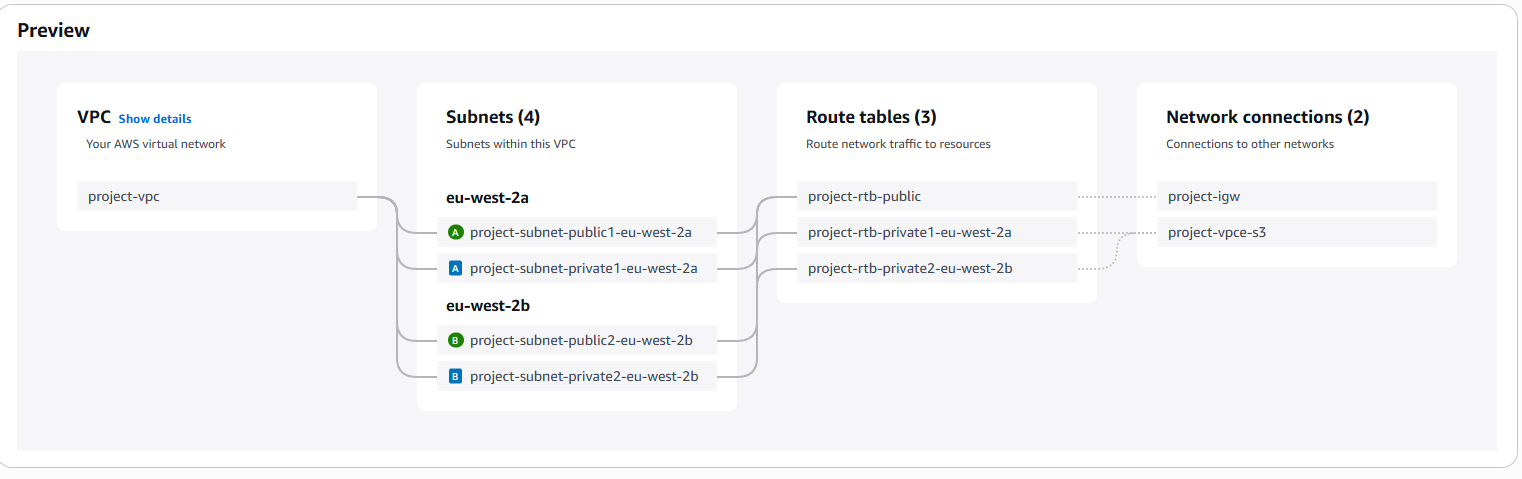 Preview
VPC Show details
Your AWS virtual network
project-vpc
Subnets (4)
Subnets within this VPC
eu-west-2a
A project-subnet-public1-eu-west-2a
A project-subnet-private1-eu-west-2a
eu-west-2b
B project-subnet-public2-eu-west-2b
B project-subnet-private2-eu-west-2b
Route tables (3)
Route network traffic to resources
project-rtb-public
project-rtb-private1-eu-west-2a
project-rtb-private2-eu-west-2b
Network connections (2)
Connections to other networks
project-igw
project-vpce-s3